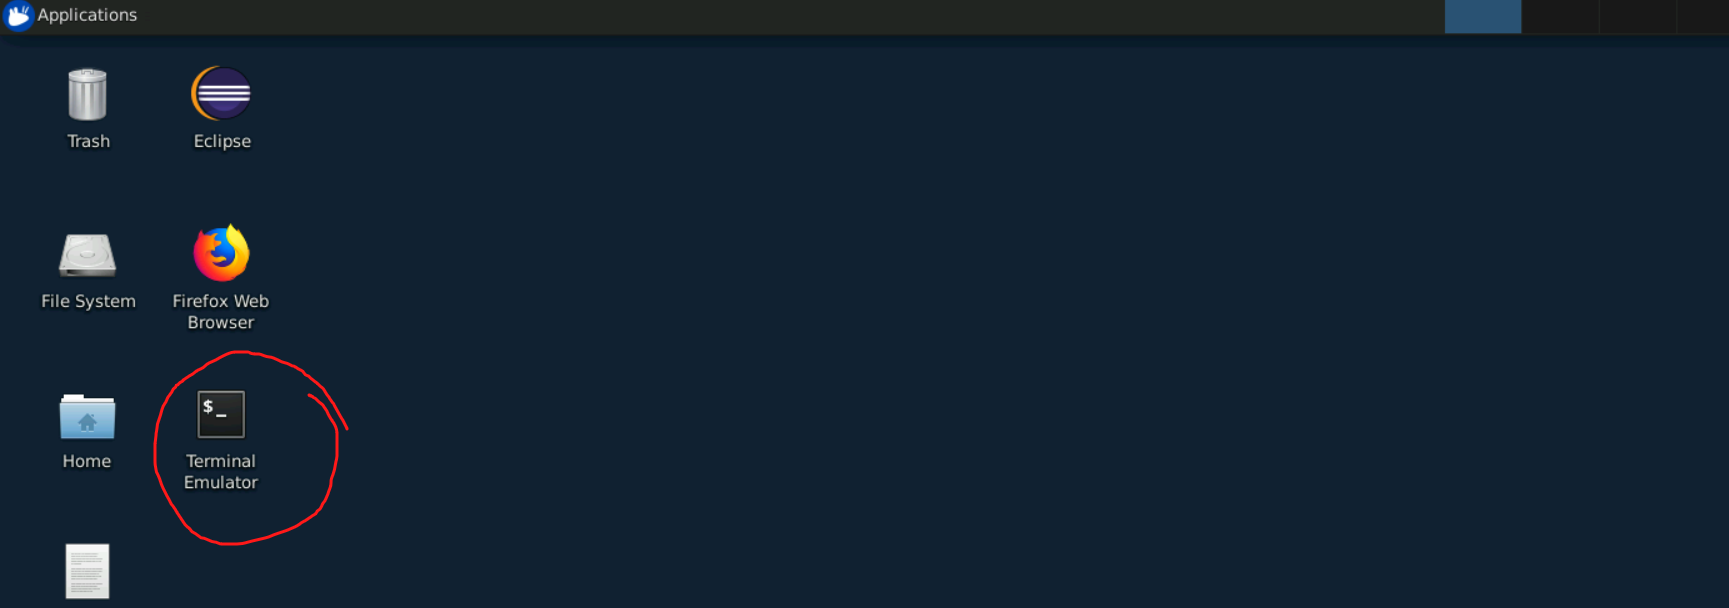 Applications
Trash
Eclipse
File System
Firefox Web
Browser
$_
Home
Terminal
Emulator